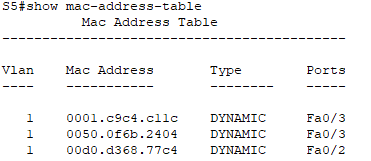 S5#show mac-address-table
Mac Address Table
-------------------------------------------
Vlan    Mac Address       Type        Ports
----    -----------       --------    -----
1    0001.c9c4.c11c    DYNAMIC     Fa0/3
1    0050.0f6b.2404    DYNAMIC     Fa0/3
1    00d0.d368.77c4    DYNAMIC     Fa0/2